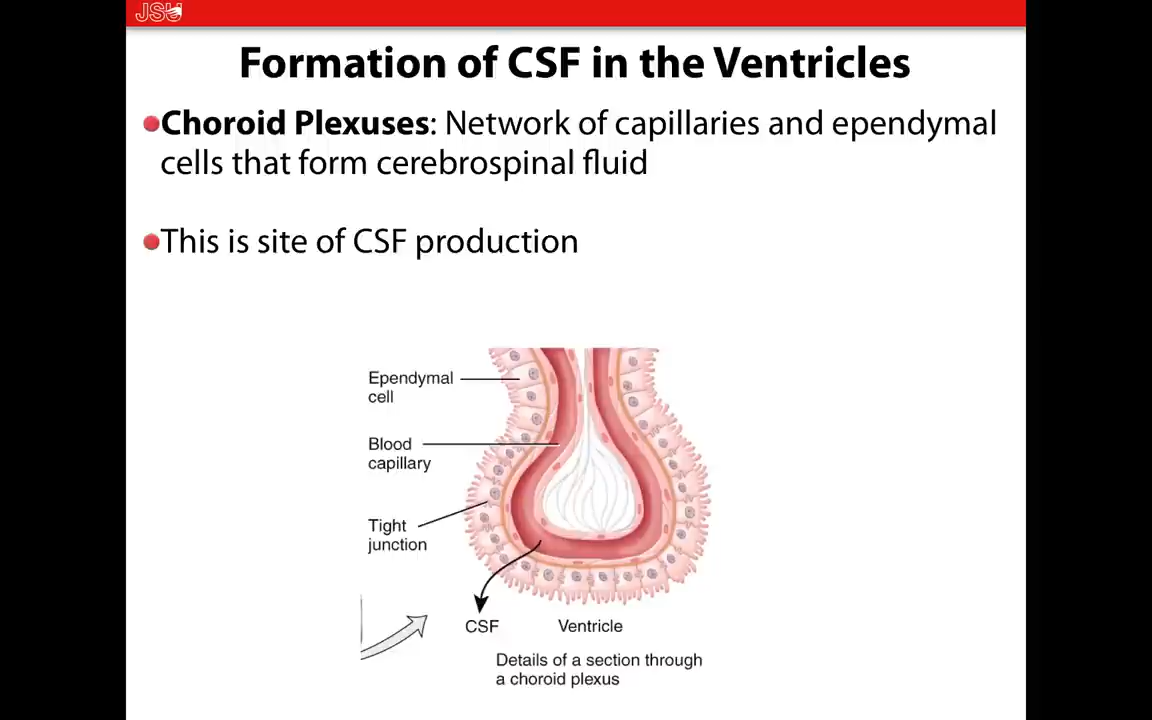 JSU
Formation of CSF in the Ventricles
Choroid Plexuses: Network of capillaries and ependymal
cells that form cerebrospinal fluid
This is site of CSF production
Ependymal
cell
Blood
capillary
Tight
junction
CSF
Ventricle
Details of a section through
a choroid plexus